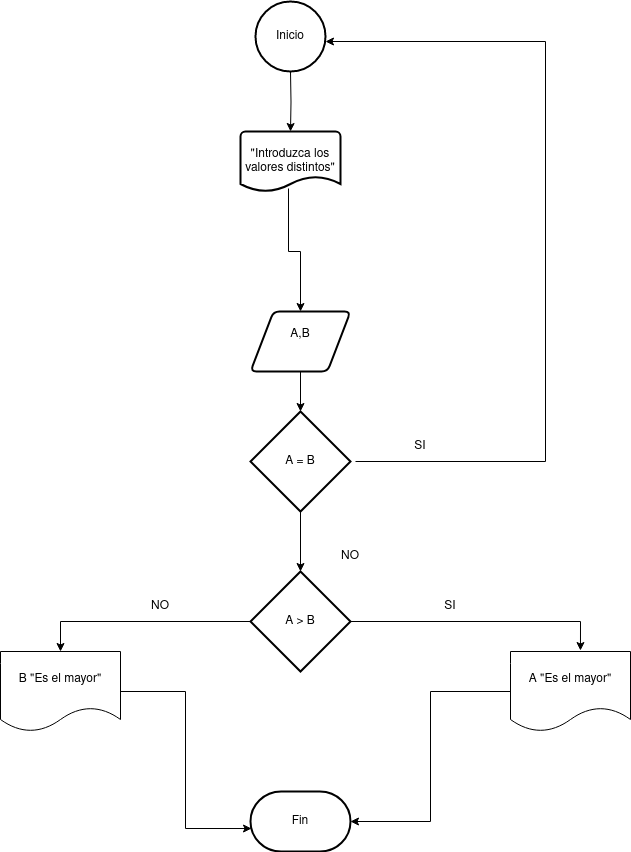 Inicio
"Introduzca los
valores distintos"
A,B
SI
A = B
NO
NO
SI
A > B
B "Es el mayor"
A "Es el mayor"
Fin